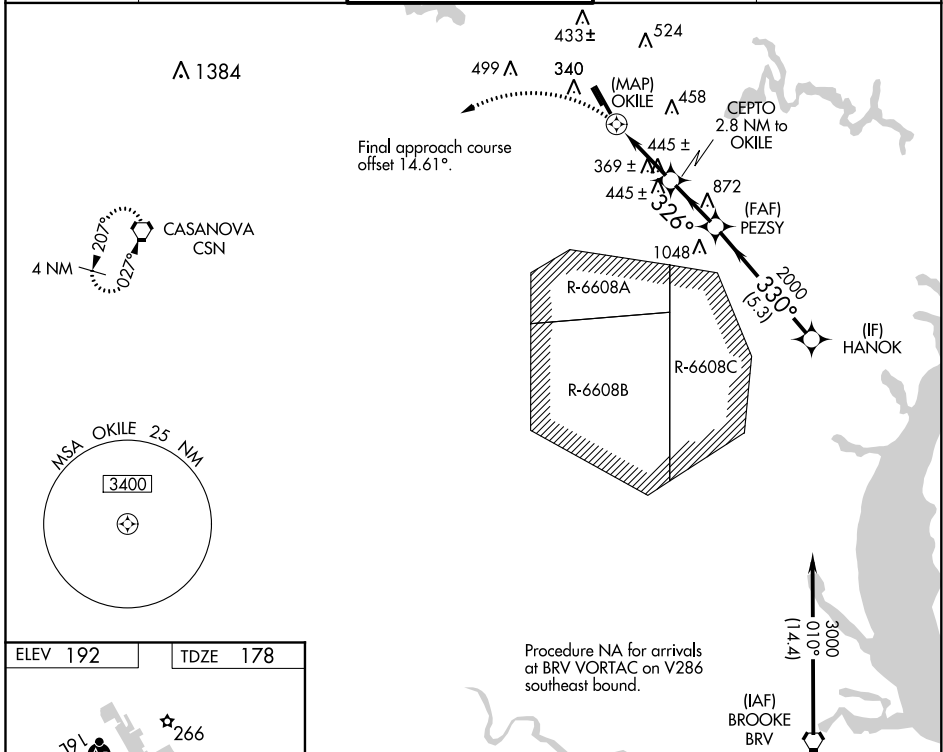 433±
524
1384
499
340
(MAP)
OKILE
458
CEPTO
2.8 NM to
OKILE
Final approach course
offset 14.61°.
445 ±
369 ±
445 ±
872
326°
(FAF)
PEZSY
1048
207°
027°
4 NM
CASANOVA
CSN
2000
330°
(5.3)
(IF)
HANOK
R-6608A
R-6608B
R-6608C
MSA OKILE 25 NM
3400
3000
010°
(14.4)
Procedure NA for arrivals
at BRV VORTAC on V286
southeast bound.
(IAF)
BROOKE
BRV
ELEV 192
TDZE 178
266
16L